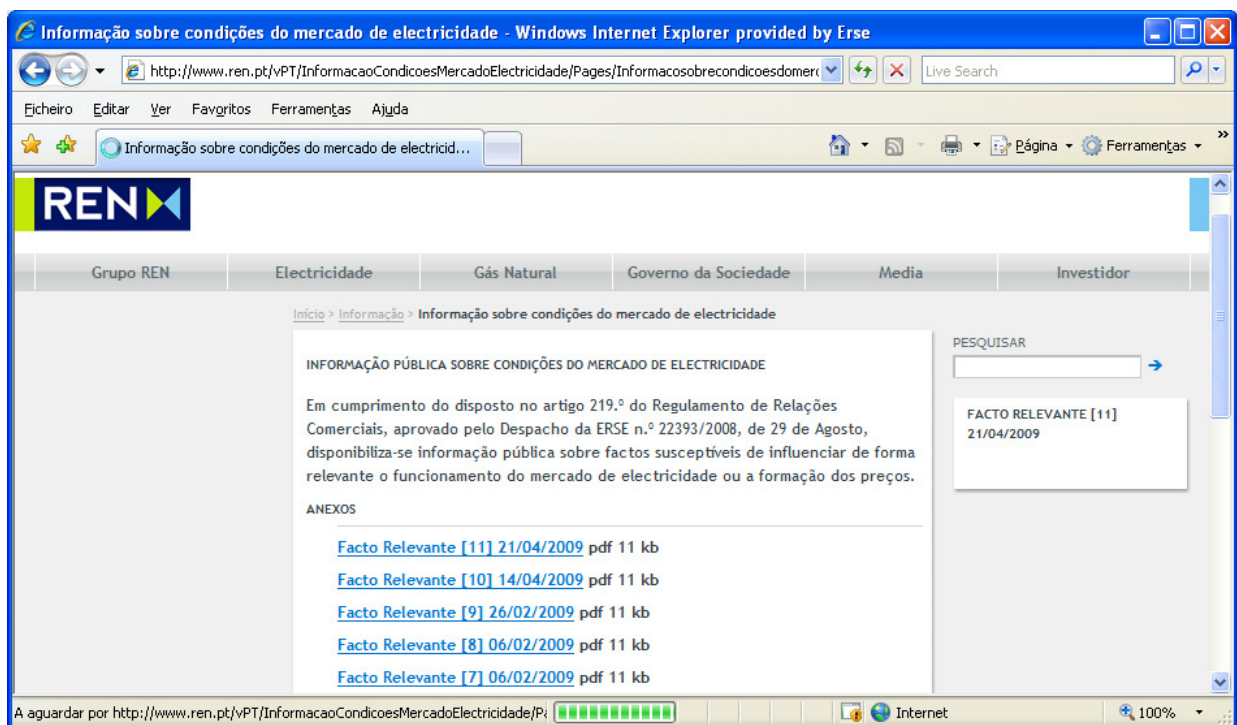 Informação sobre condições do mercado de electricidade - Windows Internet Explorer provided by Erse
http://www.ren.pt/vPT/InformacaoCondicoesMercadoElectricidade/Pages/Informacosobrecondicoesdomer
Live Search
Ficheiro Editar Ver Favoritos Ferramentas Ajuda
Informação sobre condições do mercado de electricid...
Página Ferramentas »
REN
Grupo REN Electricidade Gás Natural Governo da Sociedade Media Investidor
Início > Informação > Informação sobre condições do mercado de electricidade
PESQUISAR
INFORMAÇÃO PÚBLICA SOBRE CONDIÇÕES DO MERCADO DE ELECTRICIDADE
Em cumprimento do disposto no artigo 219.º do Regulamento de Relações
Comerciais, aprovado pelo Despacho da ERSE n.º 22393/2008, de 29 de Agosto,
disponibiliza-se informação pública sobre factos susceptíveis de influenciar de forma
relevante o funcionamento do mercado de electricidade ou a formação dos preços.
FACTO RELEVANTE [11]
21/04/2009
ANEXOS
Facto Relevante [11] 21/04/2009 pdf 11 kb
Facto Relevante [10] 14/04/2009 pdf 11 kb
Facto Relevante [9] 26/02/2009 pdf 11 kb
Facto Relevante [8] 06/02/2009 pdf 11 kb
Facto Relevante [7] 06/02/2009 pdf 11 kb
A aguardar por http://www.ren.pt/vPT/InformacaoCondicoesMercadoElectricidade/Pa
Internet
100%